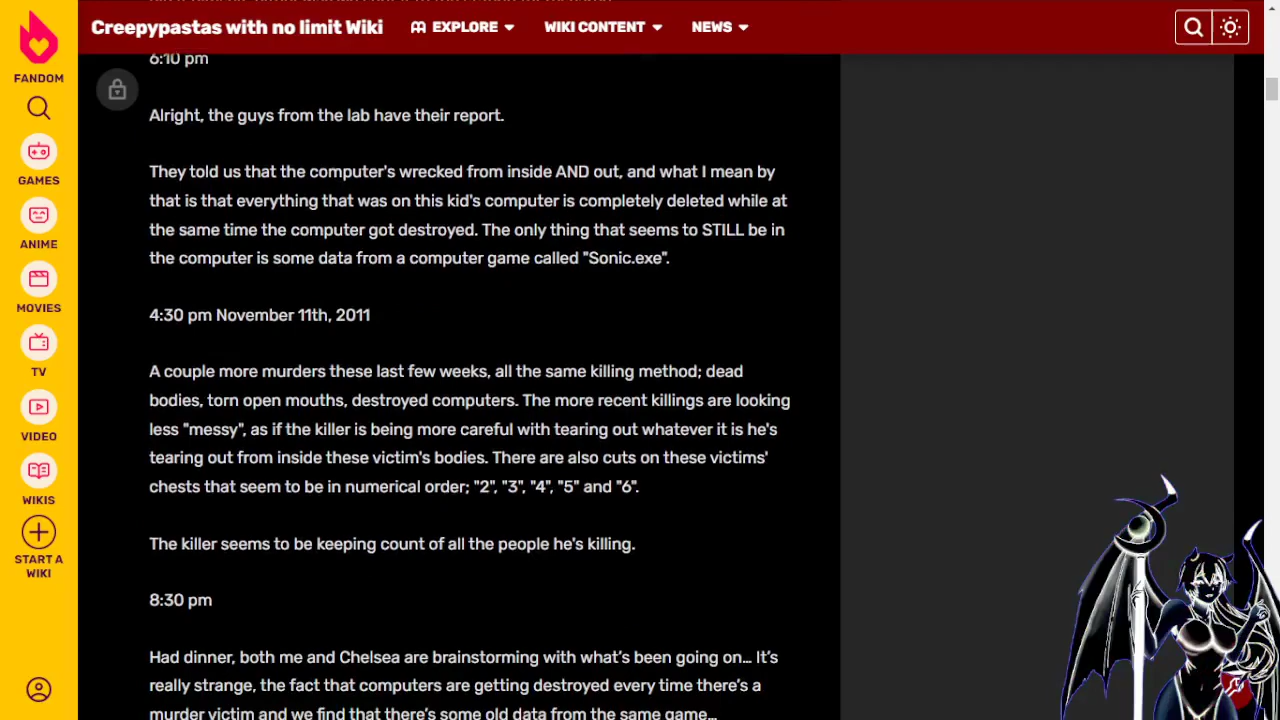 Creepypastas with no limit Wiki
EXPLORE
WIKI CONTENT
NEWS
FANDOM
GAMES
ANIME
MOVIES
TV
VIDEO
WIKIS
START A
WIKI
6:10 pm
Alright, the guys from the lab have their report.
They told us that the computer's wrecked from inside AND out, and what I mean by
that is that everything that was on this kid's computer is completely deleted while at
the same time the computer got destroyed. The only thing that seems to STILL be in
the computer is some data from a computer game called "Sonic.exe".
4:30 pm November 11th, 2011
A couple more murders these last few weeks, all the same killing method; dead
bodies, torn open mouths, destroyed computers. The more recent killings are looking
less "messy", as if the killer is being more careful with tearing out whatever it is he's
tearing out from inside these victim's bodies. There are also cuts on these victims'
chests that seem to be in numerical order; "2", "3", "4", "5" and "6".
The killer seems to be keeping count of all the people he's killing.
8:30 pm
Had dinner, both me and Chelsea are brainstorming with what’s been going on… It’s
really strange, the fact that computers are getting destroyed every time there’s a
murder victim and we find that there’s some old data from the same game…